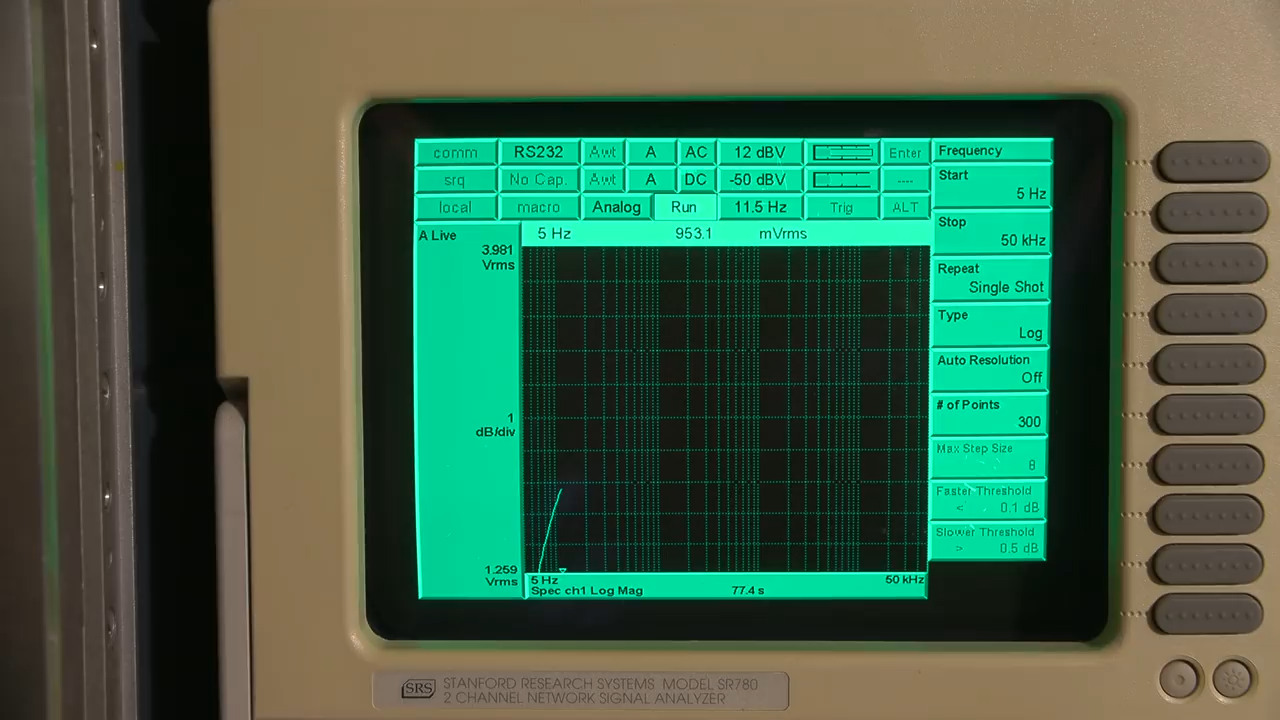 comm RS232 Awt A AC 12 dBV Enter
srq No Cap. Awt A DC -50 dBV ----
local macro Analog Run 11.5 Hz Trig ALT
A Live
5 Hz 953.1 mVrms
3.981
Vrms
1
dB/div
1.259
Vrms
5 Hz 50 kHz
Spec ch1 Log Mag 77.4 s
Frequency
Start
5 Hz
Stop
50 kHz
Repeat
Single Shot
Type
Log
Auto Resolution
Off
# of Points
300
Max Step Size
8
Faster Threshold
< 0.1 dB
Slower Threshold
> 0.5 dB
SRS STANFORD RESEARCH SYSTEMS MODEL SR780
2 CHANNEL NETWORK SIGNAL ANALYZER